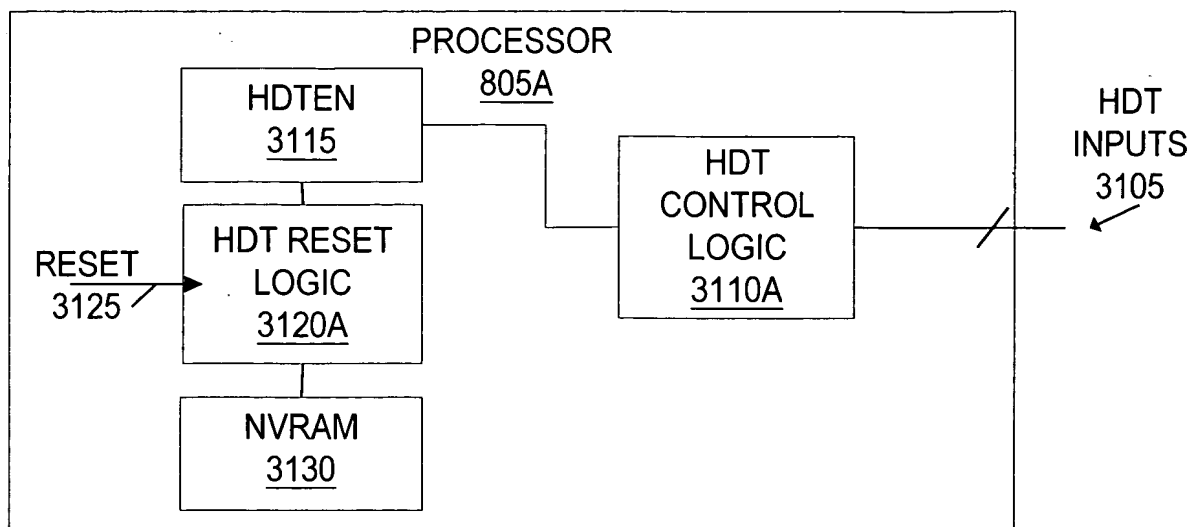 PROCESSOR
805A
HDTEN
3115
HDT RESET
LOGIC
3120A
RESET
3125
NVRAM
3130
HDT
CONTROL
LOGIC
3110A
HDT
INPUTS
3105